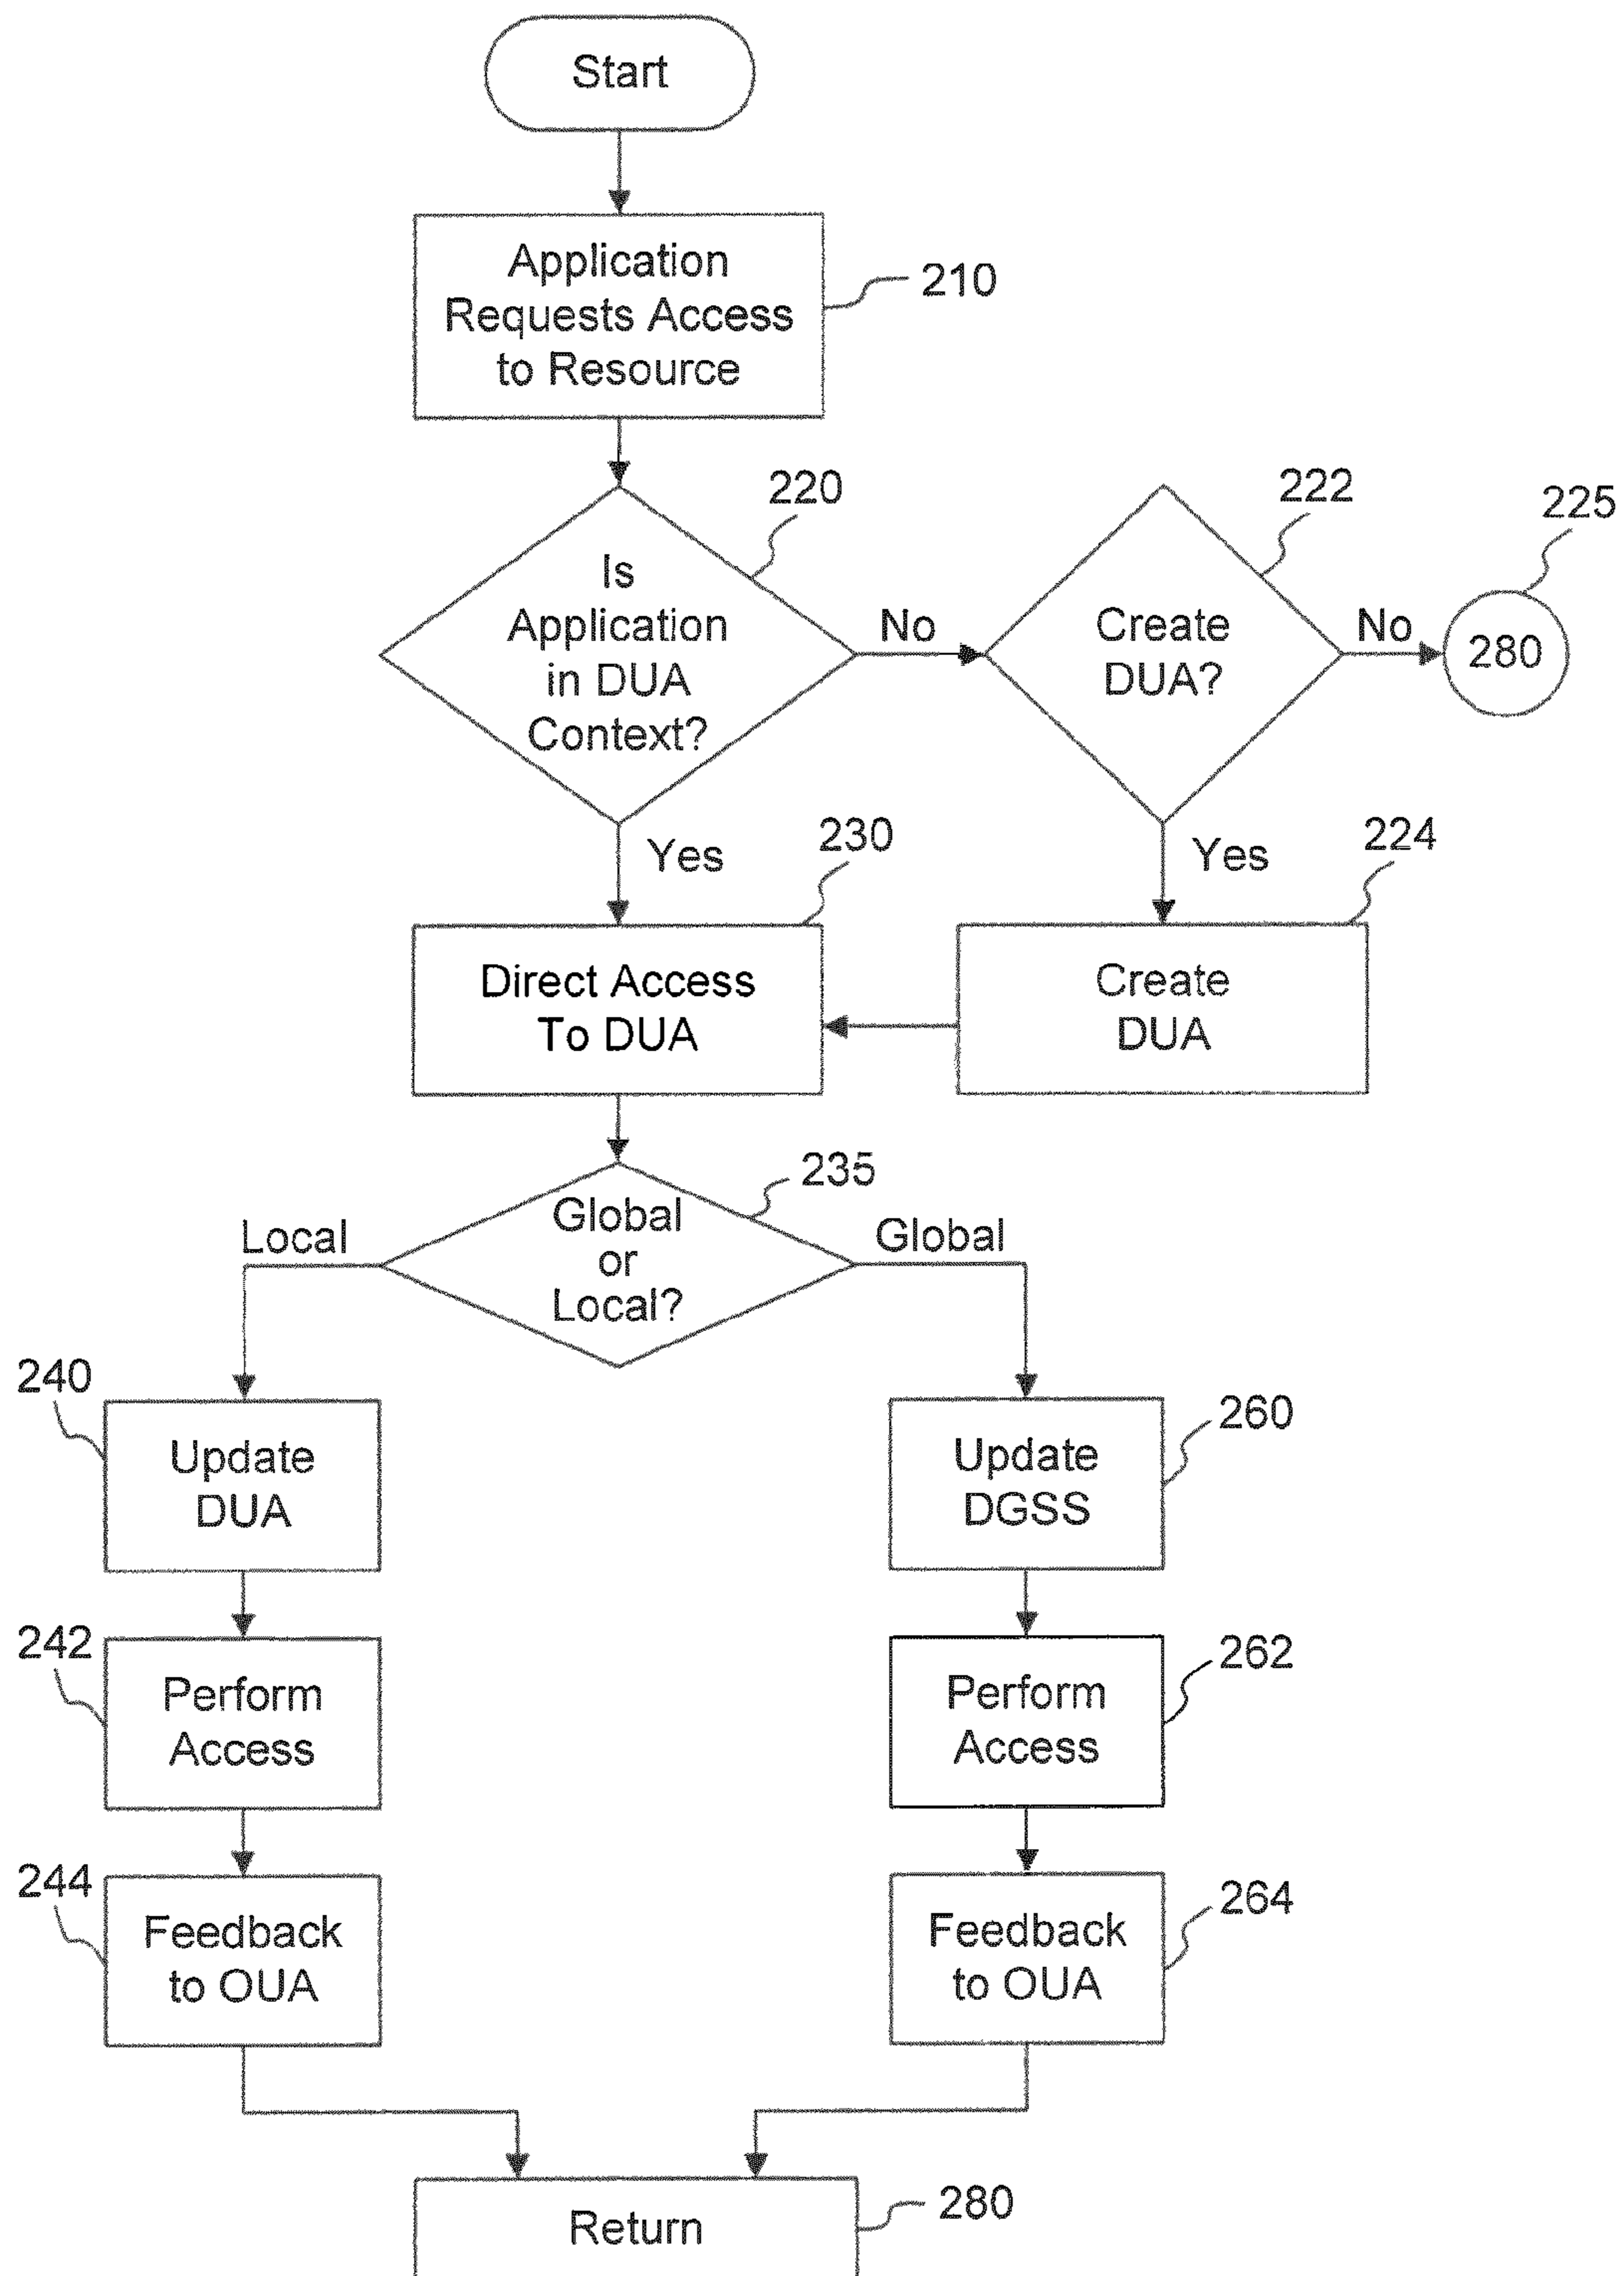 Start
Application
Requests Access
to Resource
210
220
Is
Application
in DUA
Context?
No
222
Create
DUA?
No
225
280
Yes
230
Direct Access
To DUA
Yes
224
Create
DUA
235
Global
or
Local?
Local
Global
240
Update
DUA
260
Update
DGSS
242
Perform
Access
262
Perform
Access
244
Feedback
to OUA
264
Feedback
to OUA
Return
280